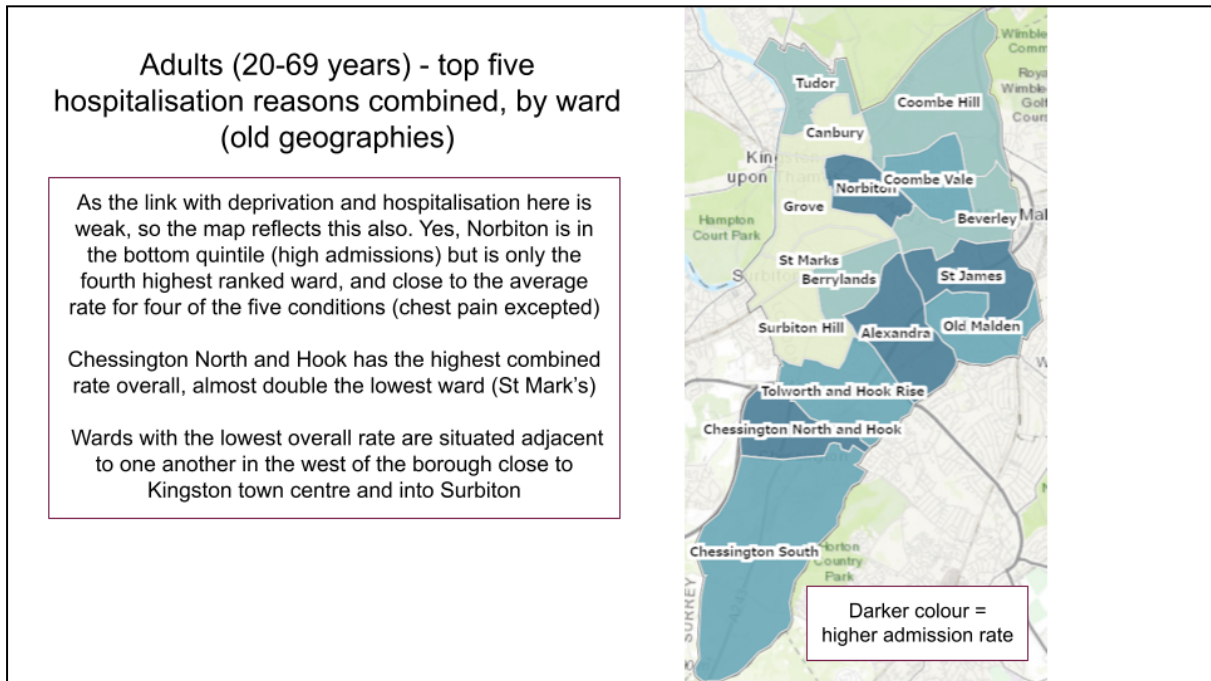 Adults (20-69 years) - top five
hospitalisation reasons combined, by ward
(old geographies)
As the link with deprivation and hospitalisation here is
weak, so the map reflects this also. Yes, Norbiton is in
the bottom quintile (high admissions) but is only the
fourth highest ranked ward, and close to the average
rate for four of the five conditions (chest pain excepted)
Chessington North and Hook has the highest combined
rate overall, almost double the lowest ward (St Mark's)
Wards with the lowest overall rate are situated adjacent
to one another in the west of the borough close to
Kingston town centre and into Surbiton
Tudor
Coombe Hill
Canbury
Norbiton
Coombe Vale
Grove
Beverley
Hampton
Court Park
St Marks
Berrylands
St James
Surbiton Hill
Alexandra
Old Malden
Tolworth and Hook Rise
Chessington North and Hook
Chessington South
Country
Park
SURREY
Darker colour =
higher admission rate